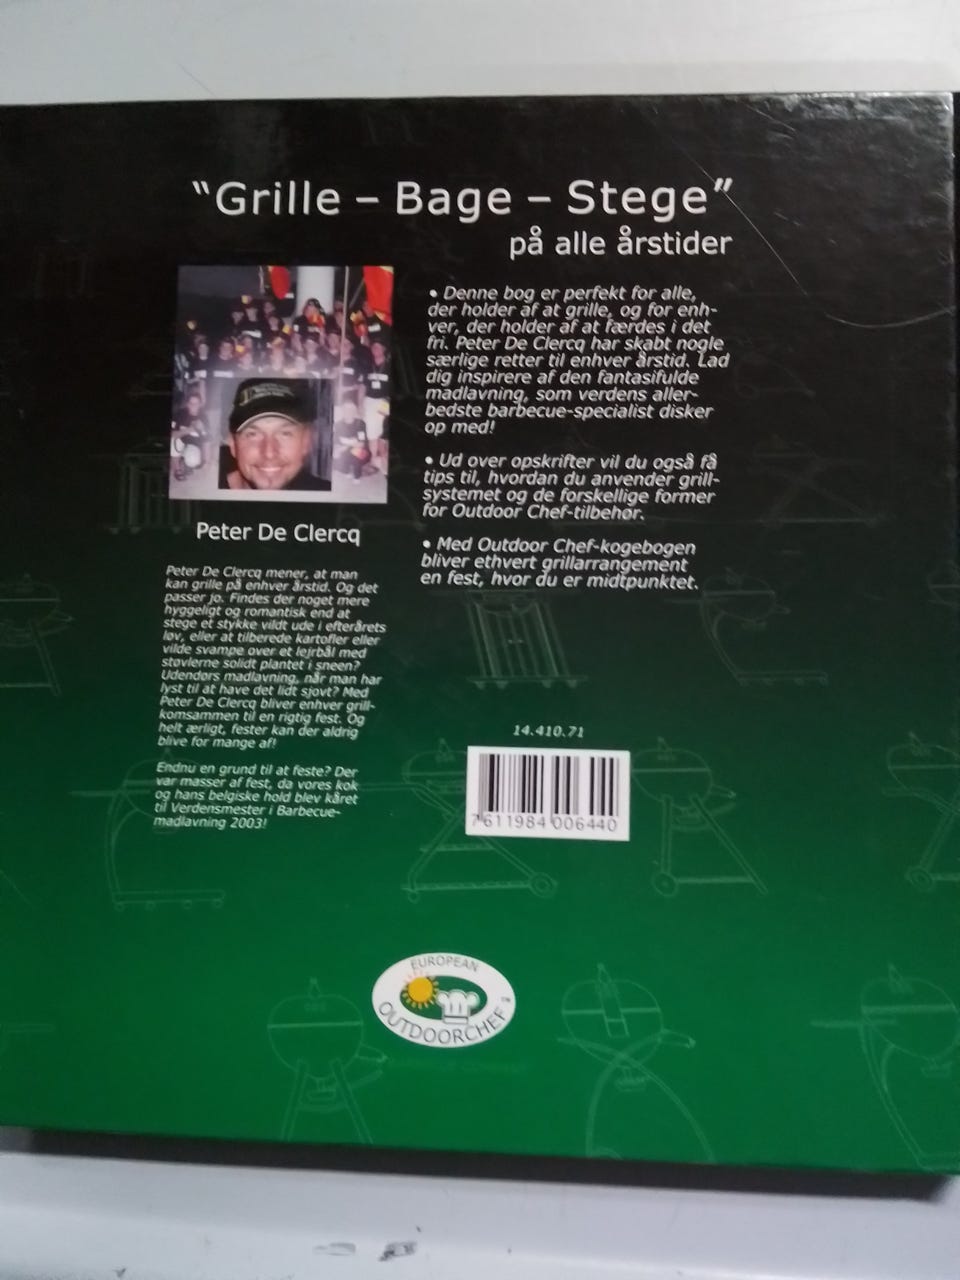 "Grille – Bage – Stege"
på alle årstider
• Denne bog er perfekt for alle,
der holder af at grille, og for enh-
ver, der holder af at færdes i det
fri. Peter De Clercq har skabt nogle
særlige retter til enhver årstid. Lad
dig inspirere af den fantasifulde
madlavning, som verdens aller-
bedste barbecue-specialist disker
op med!
• Ud over opskrifter vil du også få
tips til, hvordan du anvender grill-
systemet og de forskellige former
for Outdoor Chef-tilbehør.
• Med Outdoor Chef-kogebogen
bliver ethvert grillarrangement
en fest, hvor du er midtpunktet.
Peter De Clercq
Peter De Clercq mener, at man
kan grille på enhver årstid. Og det
passer jo. Findes der noget mere
hyggeligt og romantisk end at
stege et stykke vildt ude i efterårets
løv, eller at tilberede kartofler eller
vilde svampe over et lejrbål med
støvlerne solidt plantet i sneen?
Udendørs madlavning, når man har
lyst til at have det lidt sjovt? Med
Peter De Clercq bliver enhver grill-
komsammen til en rigtig fest. Og
helt ærligt, fester kan der aldrig
blive for mange af!
Endnu en grund til at feste? Der
var masser af fest, da vores kok
og hans belgiske hold blev kåret
til Verdensmester i Barbecue-
madlavning 2003!
14.410.71
7 611984 006440
EUROPEAN
OUTDOORCHEF